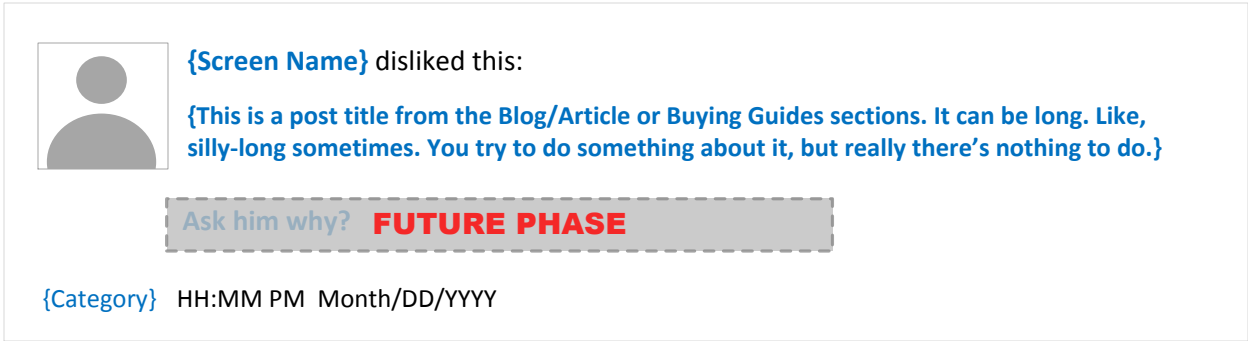 {Screen Name} disliked this:
{This is a post title from the Blog/Article or Buying Guides sections. It can be long. Like,
silly-long sometimes. You try to do something about it, but really there’s nothing to do.}
Ask him why? FUTURE PHASE
{Category} HH:MM PM Month/DD/YYYY